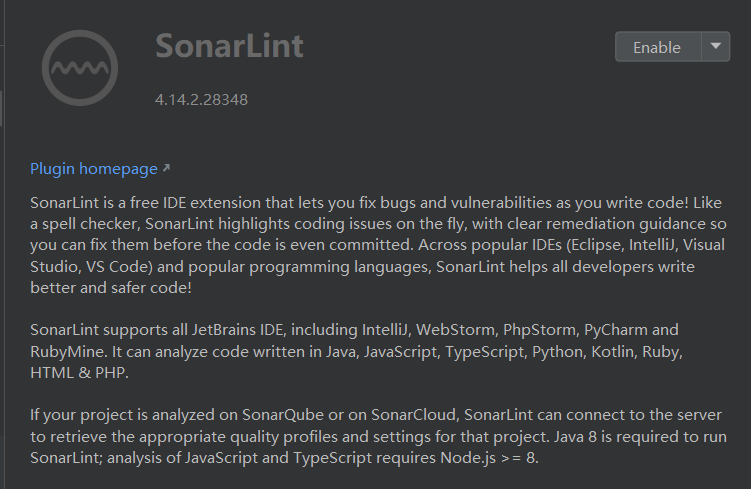 SonarLint
Enable
4.14.2.28348
Plugin homepage
SonarLint is a free IDE extension that lets you fix bugs and vulnerabilities as you write code! Like
a spell checker, SonarLint highlights coding issues on the fly, with clear remediation guidance so
you can fix them before the code is even committed. Across popular IDEs (Eclipse, IntelliJ, Visual
Studio, VS Code) and popular programming languages, SonarLint helps all developers write
better and safer code!
SonarLint supports all JetBrains IDE, including IntelliJ, WebStorm, PhpStorm, PyCharm and
RubyMine. It can analyze code written in Java, JavaScript, TypeScript, Python, Kotlin, Ruby,
HTML & PHP.
If your project is analyzed on SonarQube or on SonarCloud, SonarLint can connect to the server
to retrieve the appropriate quality profiles and settings for that project. Java 8 is required to run
SonarLint; analysis of JavaScript and TypeScript requires Node.js >= 8.